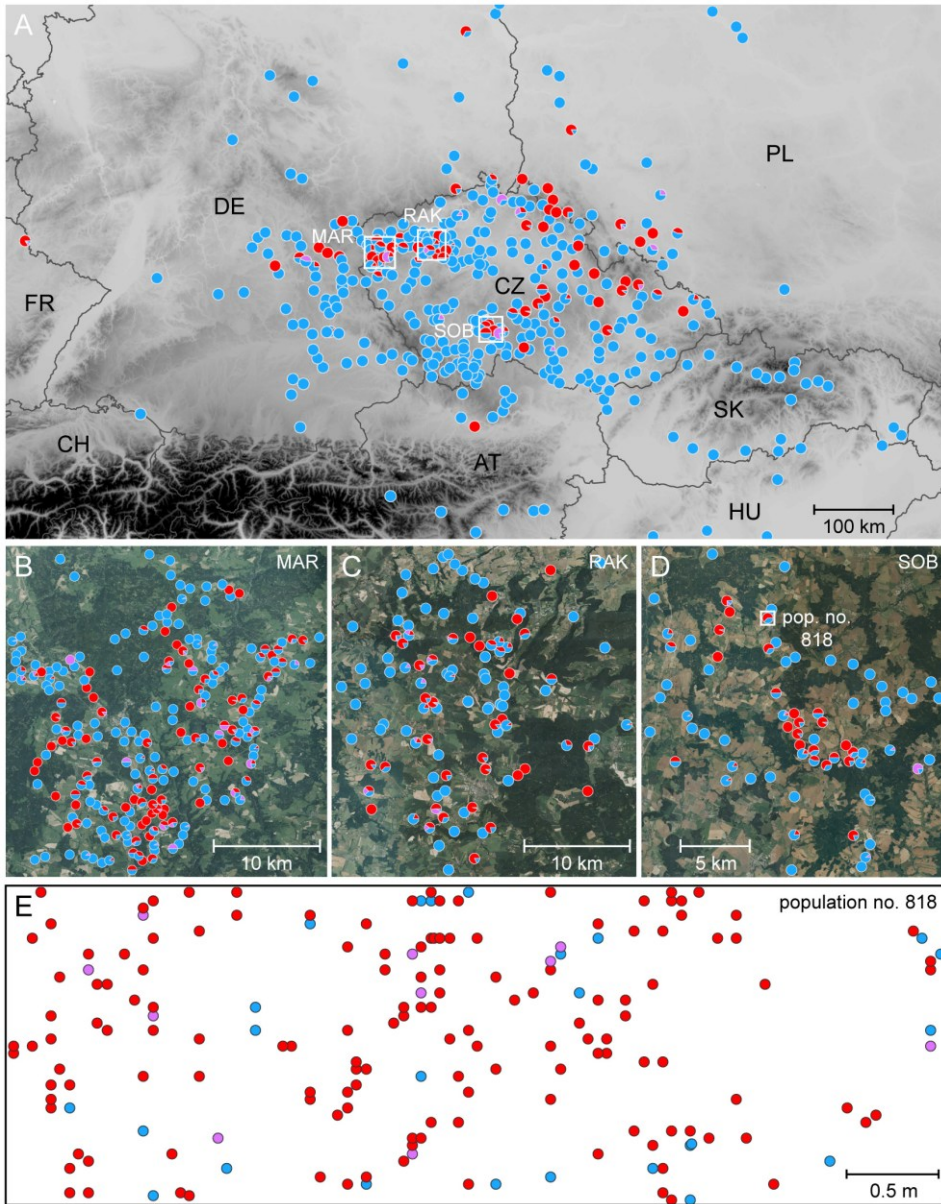 A
PL
DE
RAK
MAR
CZ
FR
SOB
SK
CH
AT
HU
100 km
B
MAR
C
RAK
D
SOB
pop. no.
818
10 km
10 km
5 km
E
population no. 818
0.5 m